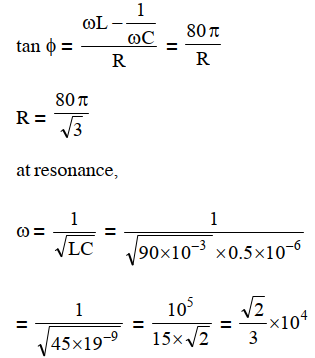 tan ϕ = (ωL − 1/(ωC))/R = 80π/R
R = 80π/√3
at resonance,
ω = 1/√LC = 1/√(90×10⁻³ ×0.5×10⁻⁶)
= 1/√(45×19⁻⁹) = 10⁵/(15×√2) = √2/3 ×10⁴